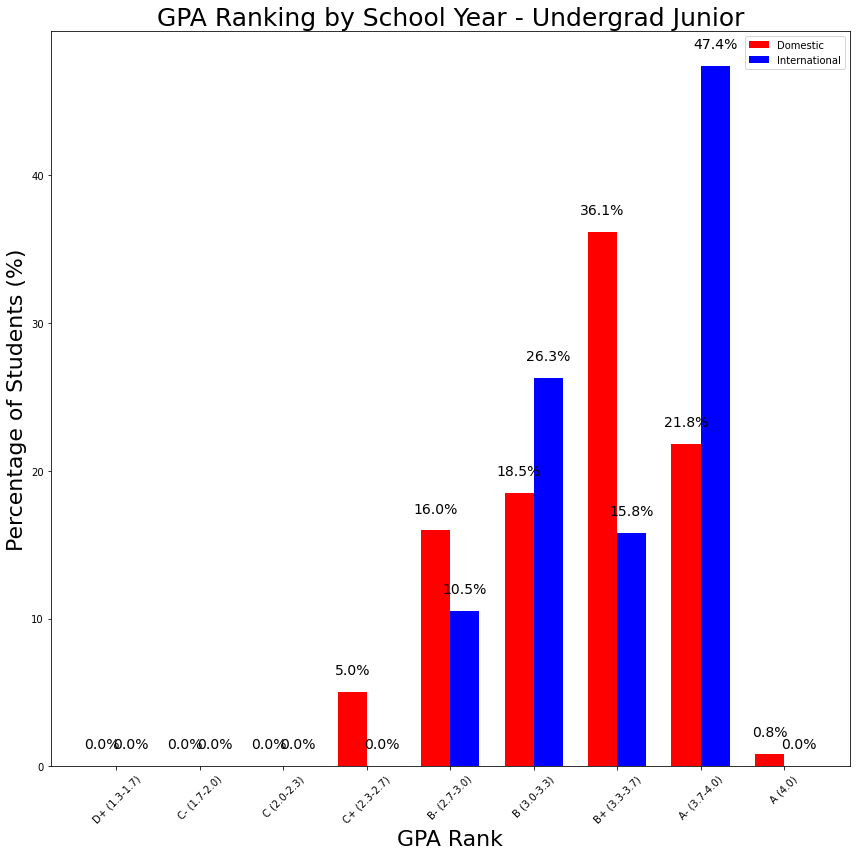 GPA Ranking by School Year - Undergrad Junior
Domestic
International
Percentage of Students (%)
40
30
20
10
0
0.0% 0.0%
0.0% 0.0%
0.0% 0.0%
5.0% 0.0%
16.0% 10.5%
18.5% 26.3%
36.1% 15.8%
21.8% 47.4%
0.8% 0.0%
D+ (1.3-1.7)
C- (1.7-2.0)
C (2.0-2.3)
C+ (2.3-2.7)
B- (2.7-3.0)
B (3.0-3.3)
B+ (3.3-3.7)
A- (3.7-4.0)
A (4.0)
GPA Rank